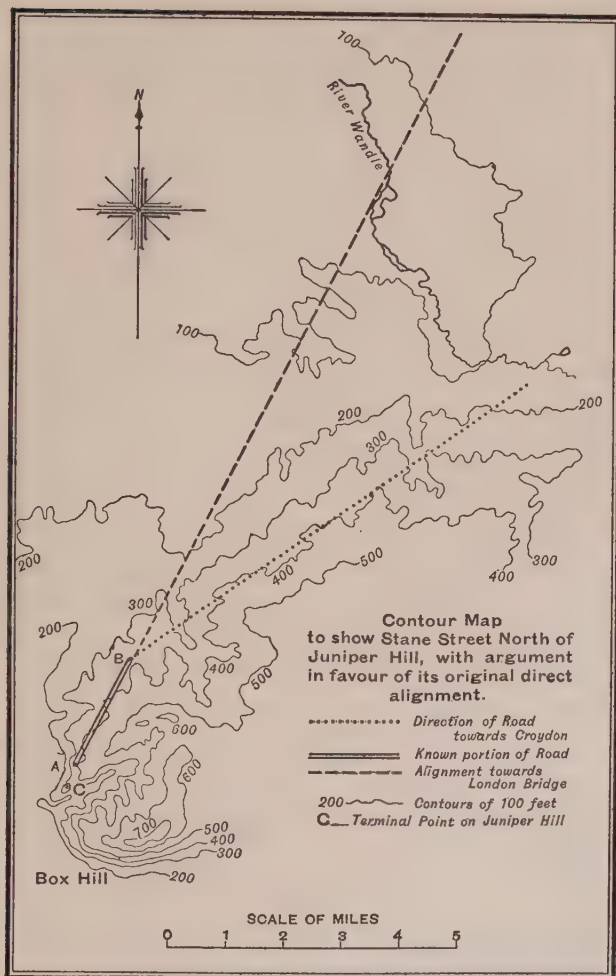 100
River Wandle
N
100
200
200
300
200
500
400
300
400
300
200
B
400
500
600
A
C
600
700
500
400
300
200
Box Hill
Contour Map
to show Stane Street North of
Juniper Hill, with argument
in favour of its original direct
alignment.
Direction of Road
towards Croydon
Known portion of Road
Alignment towards
London Bridge
200 Contours of 100 feet
C Terminal Point on Juniper Hill
SCALE OF MILES
0 1 2 3 4 5